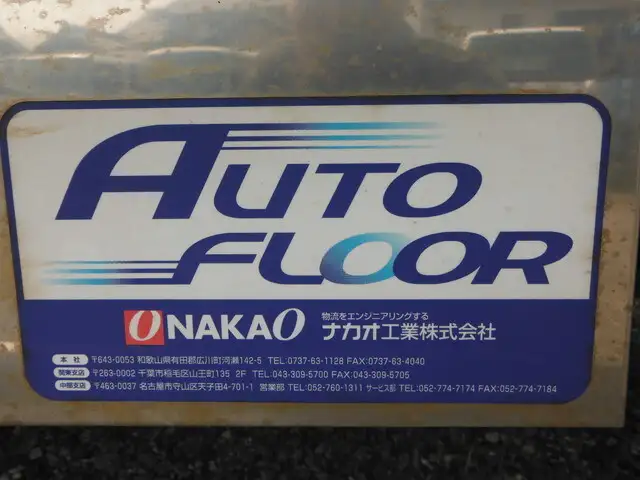 AUTO
FLOOR
NAKAO 物流をエンジニアリングする
ナカオ工業株式会社
本社 〒643-0053 和歌山県有田郡広川町河瀬142-5 TEL.0737-63-1128 FAX.0737-63-4040
関東支店 〒263-0002 千葉市稲毛区山王町135 2F TEL.043-309-5700 FAX.043-309-5705
中部支店 〒463-0037 名古屋市守山区天子田4-701-1 営業部 TEL:052-760-1311 サービス部 TEL:052-774-7174 FAX:052-774-7184